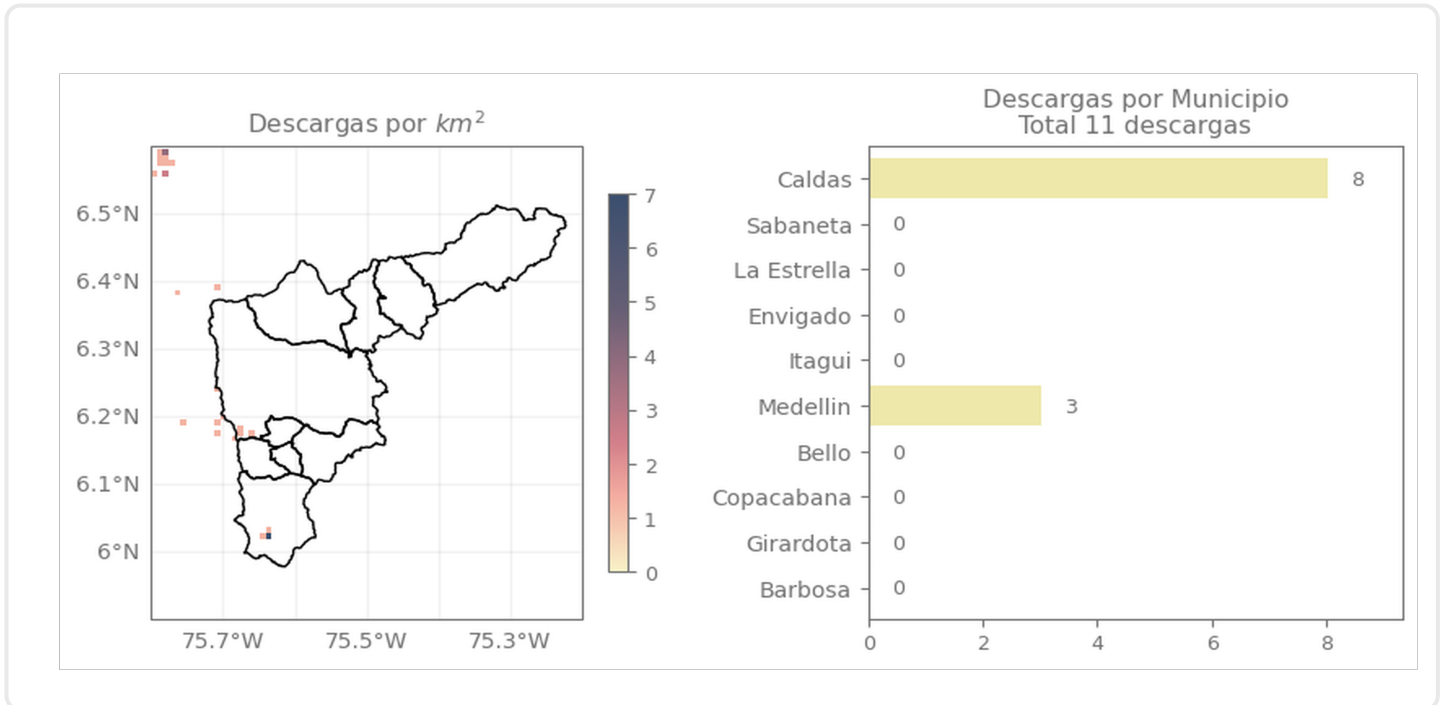 Descargas por km²
6.5°N
6.4°N
6.3°N
6.2°N
6.1°N
6°N
75.7°W
75.5°W
75.3°W
7
6
5
4
3
2
1
0
Descargas por Municipio
Total 11 descargas
Caldas 8
Sabaneta 0
La Estrella 0
Envigado 0
Itagui 0
Medellin 3
Bello 0
Copacabana 0
Girardota 0
Barbosa 0
0 2 4 6 8